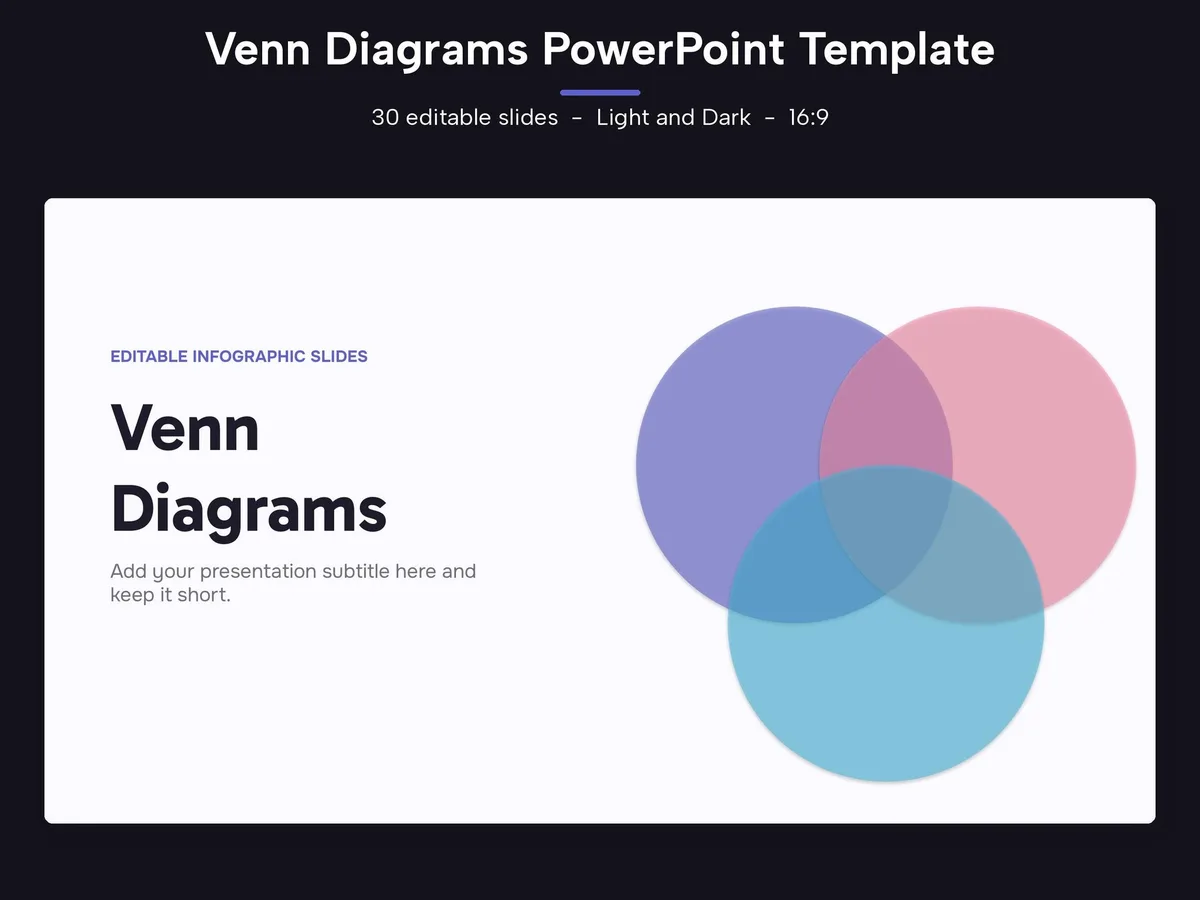 Venn Diagrams PowerPoint Template
30 editable slides - Light and Dark - 16:9
EDITABLE INFOGRAPHIC SLIDES
Venn
Diagrams
Add your presentation subtitle here and
keep it short.